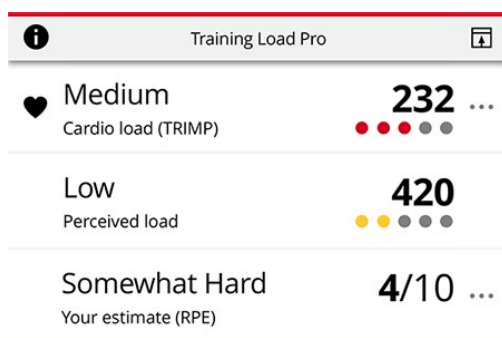 Training Load Pro
Medium 232
Cardio load (TRIMP)
Low 420
Perceived load
Somewhat Hard 4/10
Your estimate (RPE)